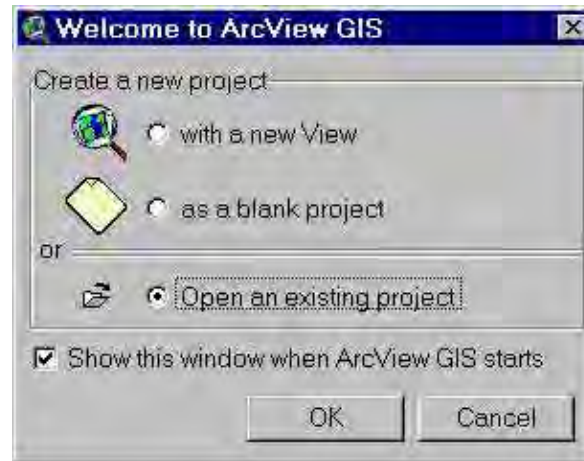 Welcome to ArcView GIS
Create a new project
with a new View
as a blank project
or
Open an existing project
Show this window when ArcView GIS starts
OK
Cancel